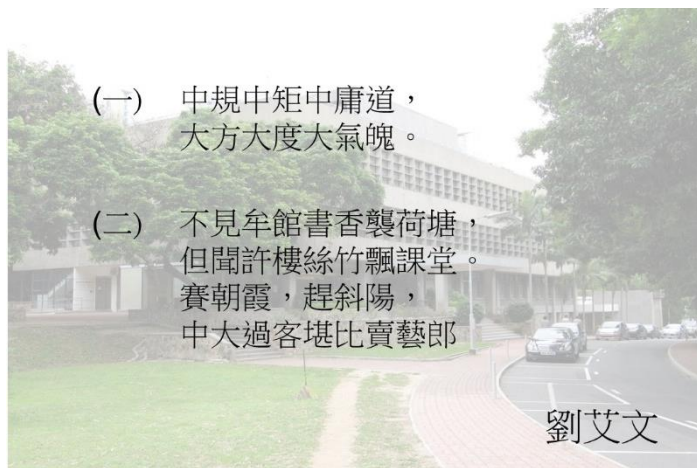 (一) 中規中矩中庸道，
大方大度大氣魄。
(二) 不見牟館書香襲荷塘，
但聞許樓絲竹飄課堂。
賽朝霞，趕斜陽，
中大過客堪比賣藝郎
劉艾文